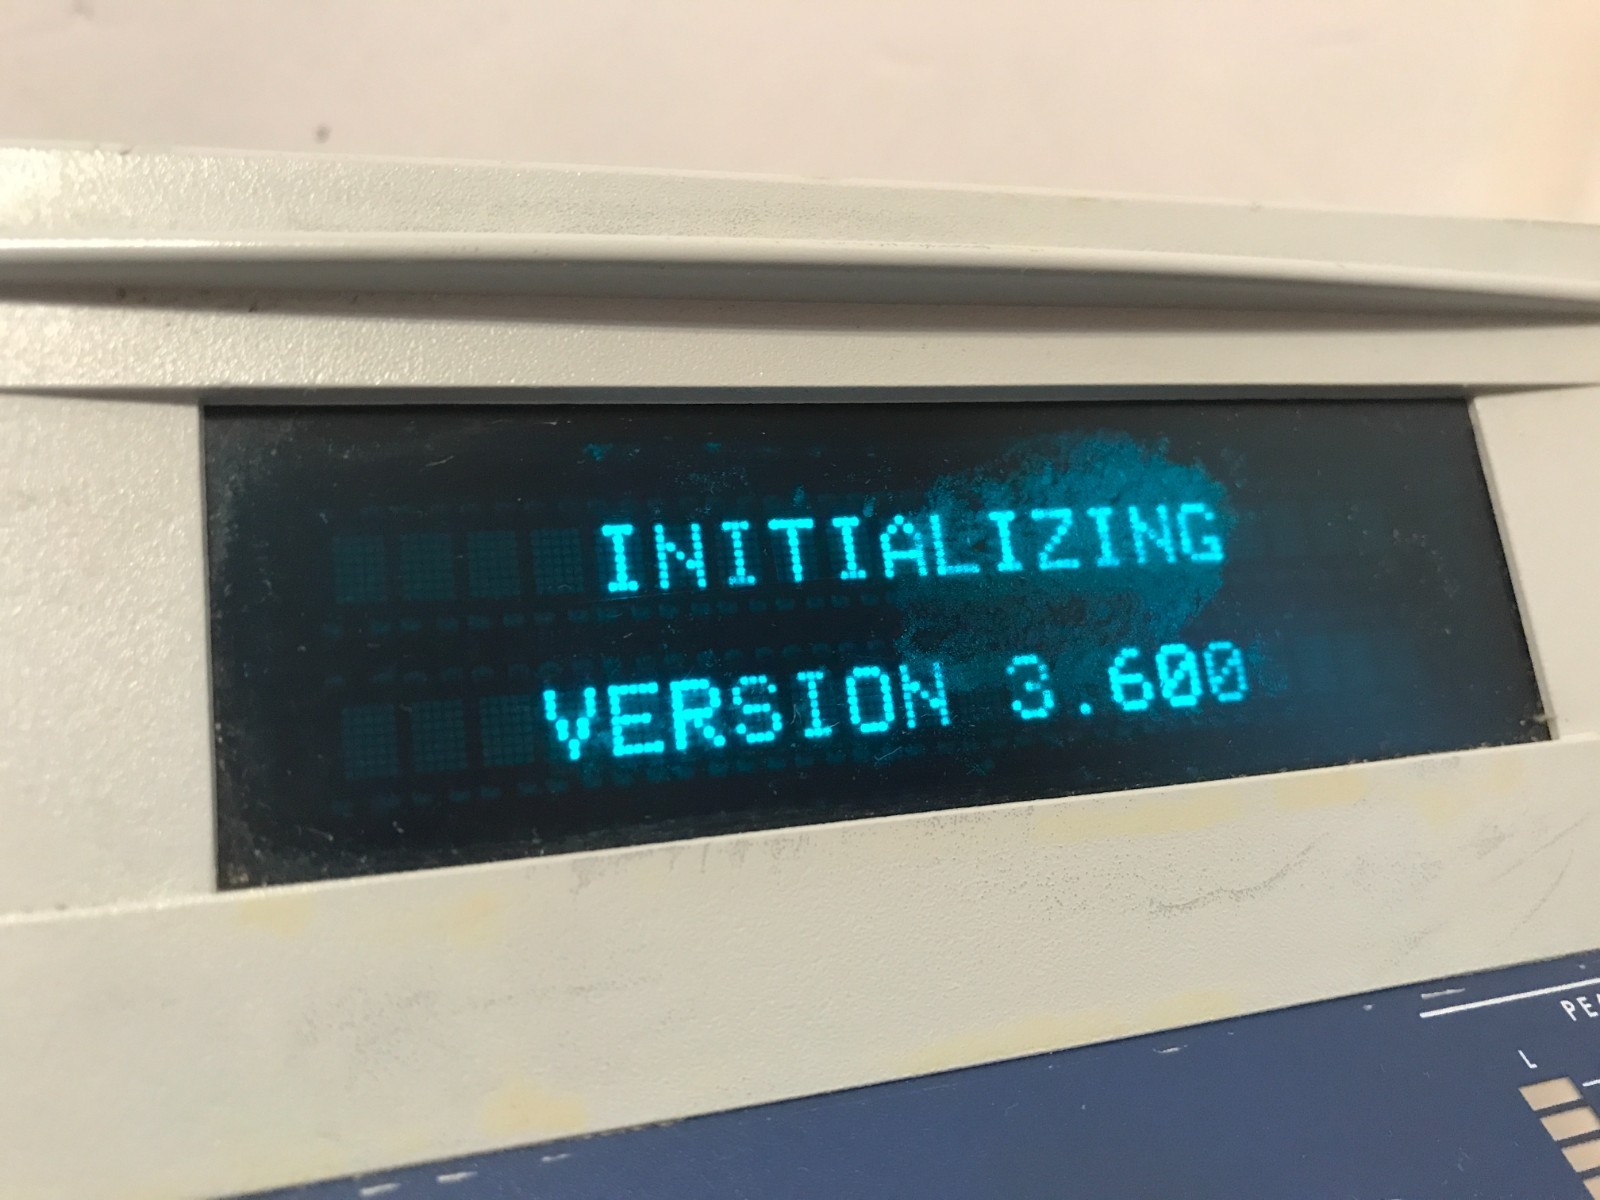 INITIALIZING
VERSION 3.600
L